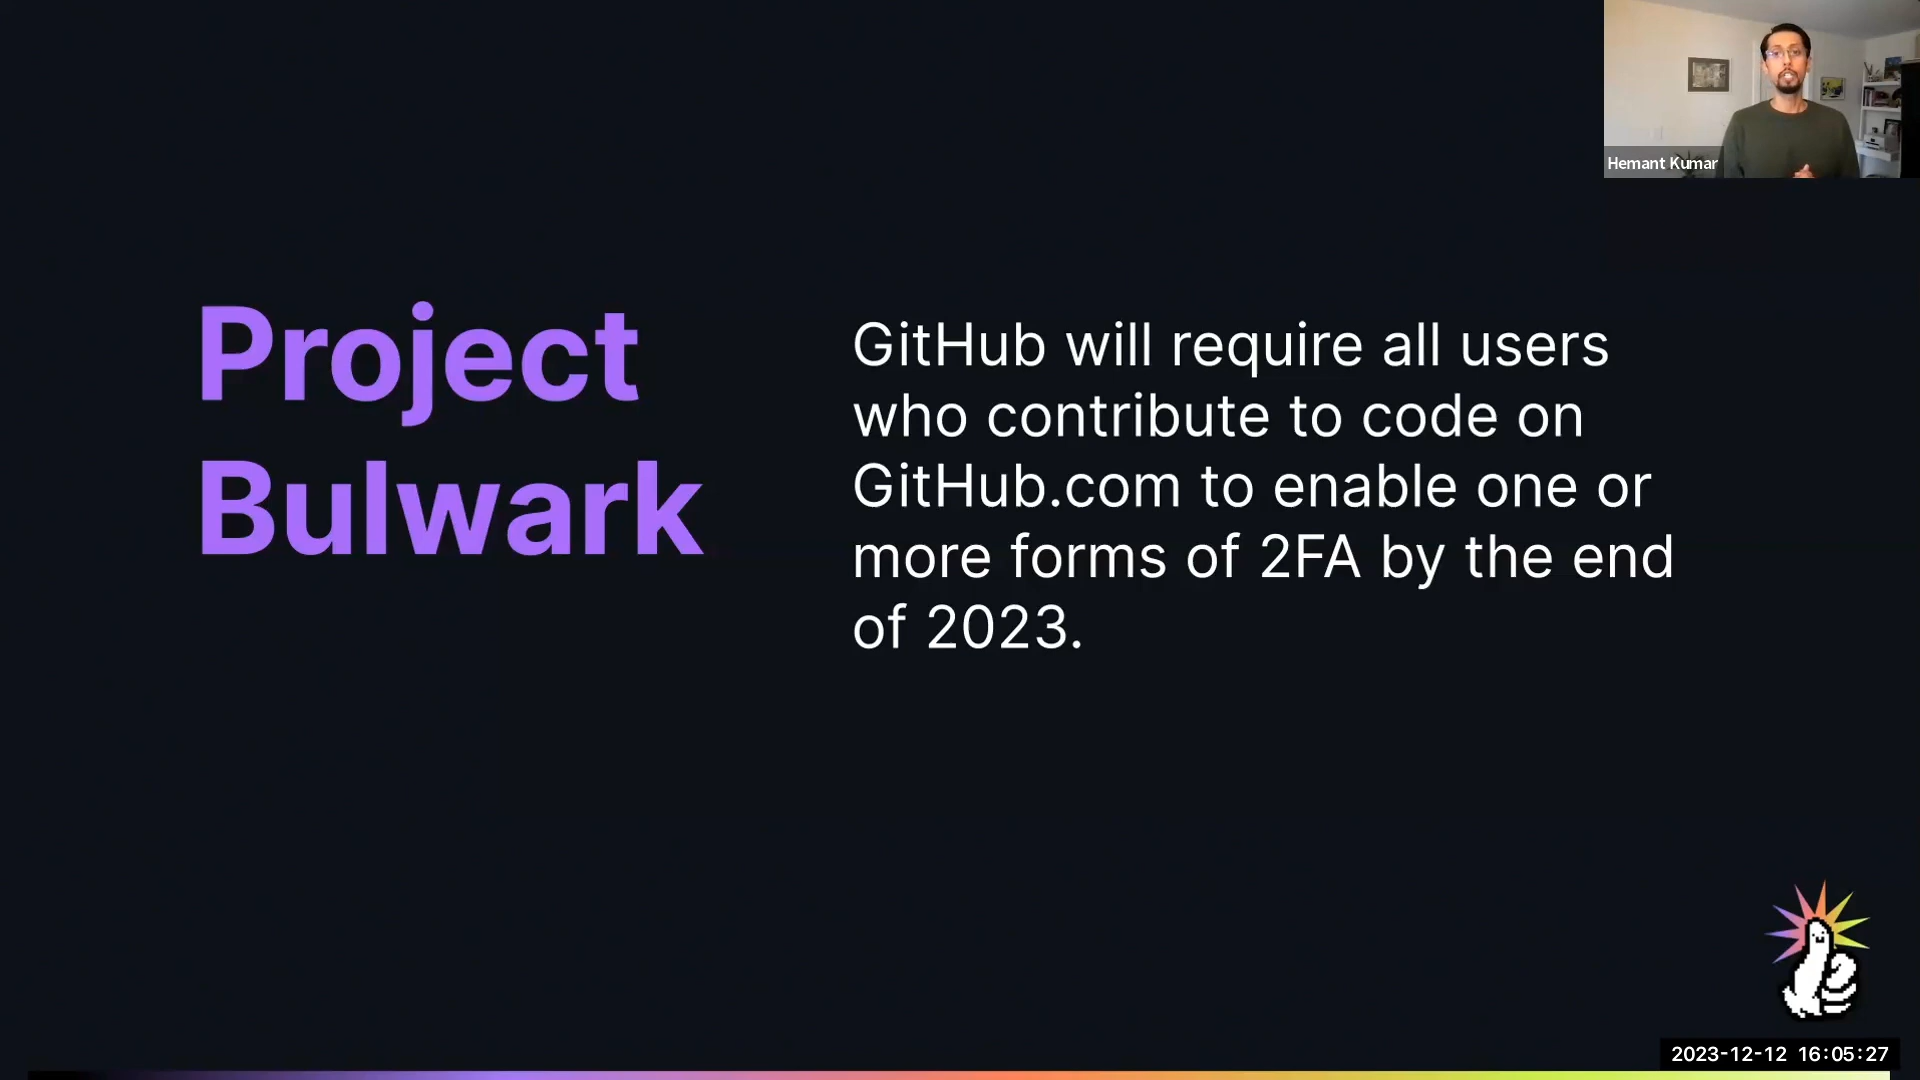 Hemant Kumar
Project
Bulwark
GitHub will require all users
who contribute to code on
GitHub.com to enable one or
more forms of 2FA by the end
of 2023.
2023-12-12 16:05:27